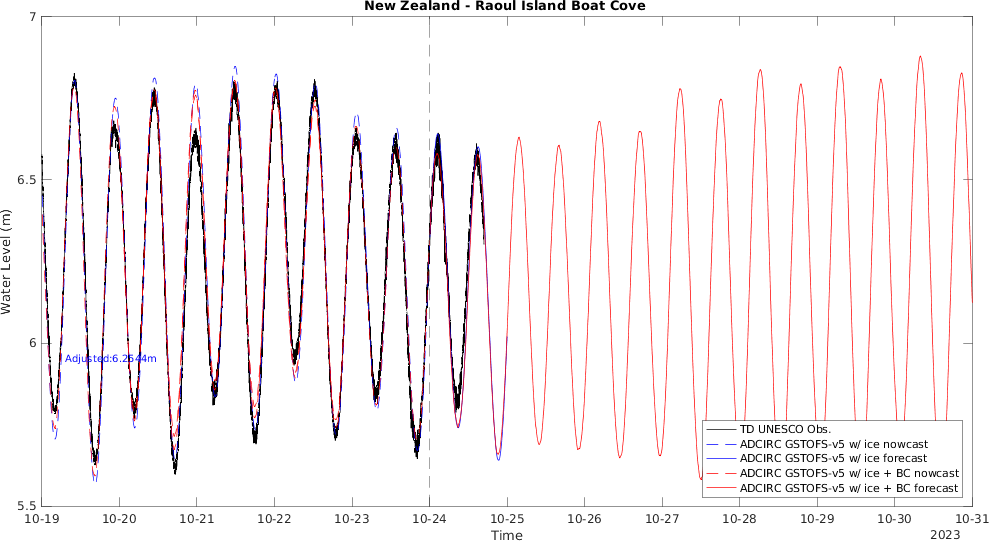 New Zealand - Raoul Island Boat Cove
7
6.5
6
5.5
Water Level (m)
Adjusted:6.2544m
TD UNESCO Obs.
ADCIRC GSTOFS-v5 w/ ice nowcast
ADCIRC GSTOFS-v5 w/ ice forecast
ADCIRC GSTOFS-v5 w/ ice + BC nowcast
ADCIRC GSTOFS-v5 w/ ice + BC forecast
10-19 10-20 10-21 10-22 10-23 10-24 10-25 10-26 10-27 10-28 10-29 10-30 10-31
Time
2023